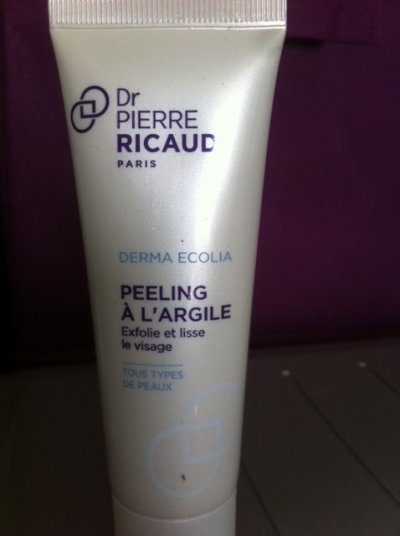 Dr
PIERRE
RICAUD
PARIS
DERMA ECOLIA
PEELING
À L'ARGILE
Exfolie et lisse
le visage
TOUS TYPES
DE PEAUX